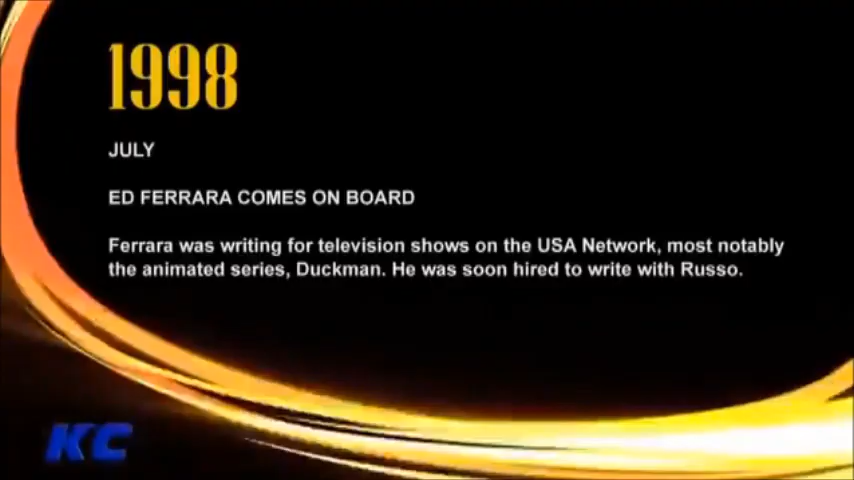 1998
JULY
ED FERRARA COMES ON BOARD
Ferrara was writing for television shows on the USA Network, most notably
the animated series, Duckman. He was soon hired to write with Russo.
KC